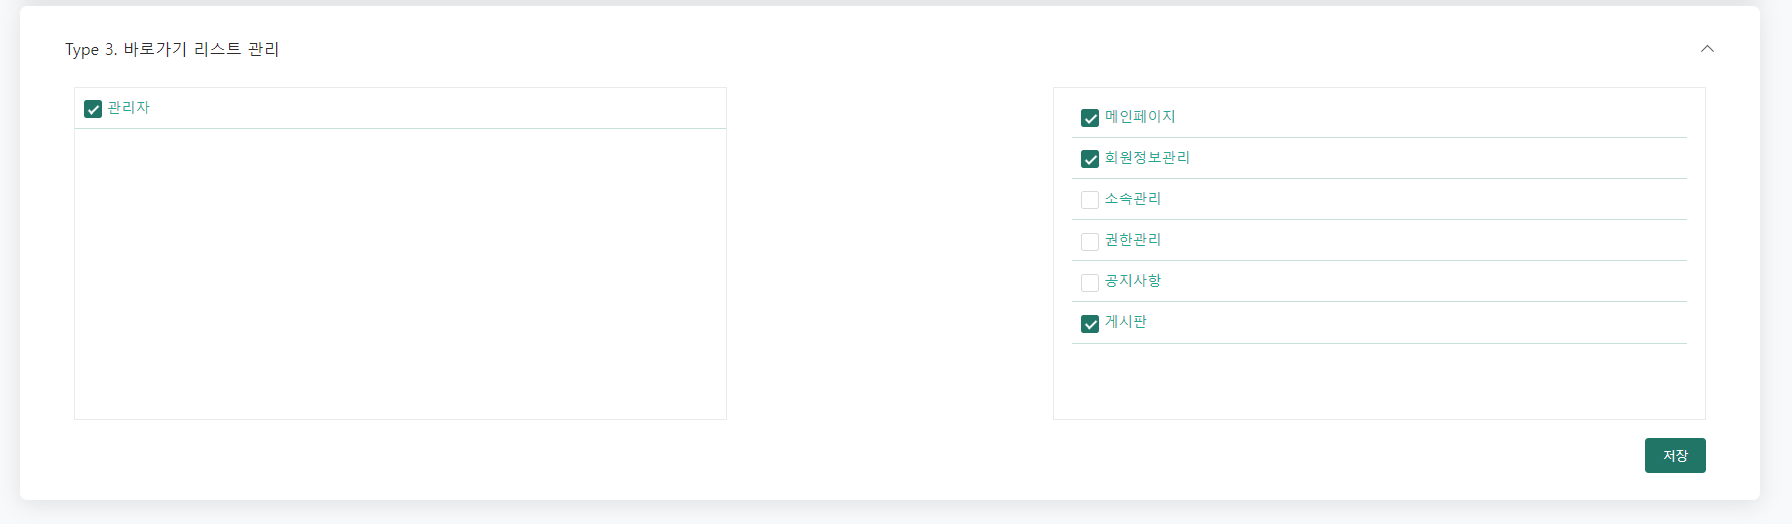 Type 3. 바로가기 리스트 관리
관리자
메인페이지
회원정보관리
소속관리
권한관리
공지사항
게시판
저장